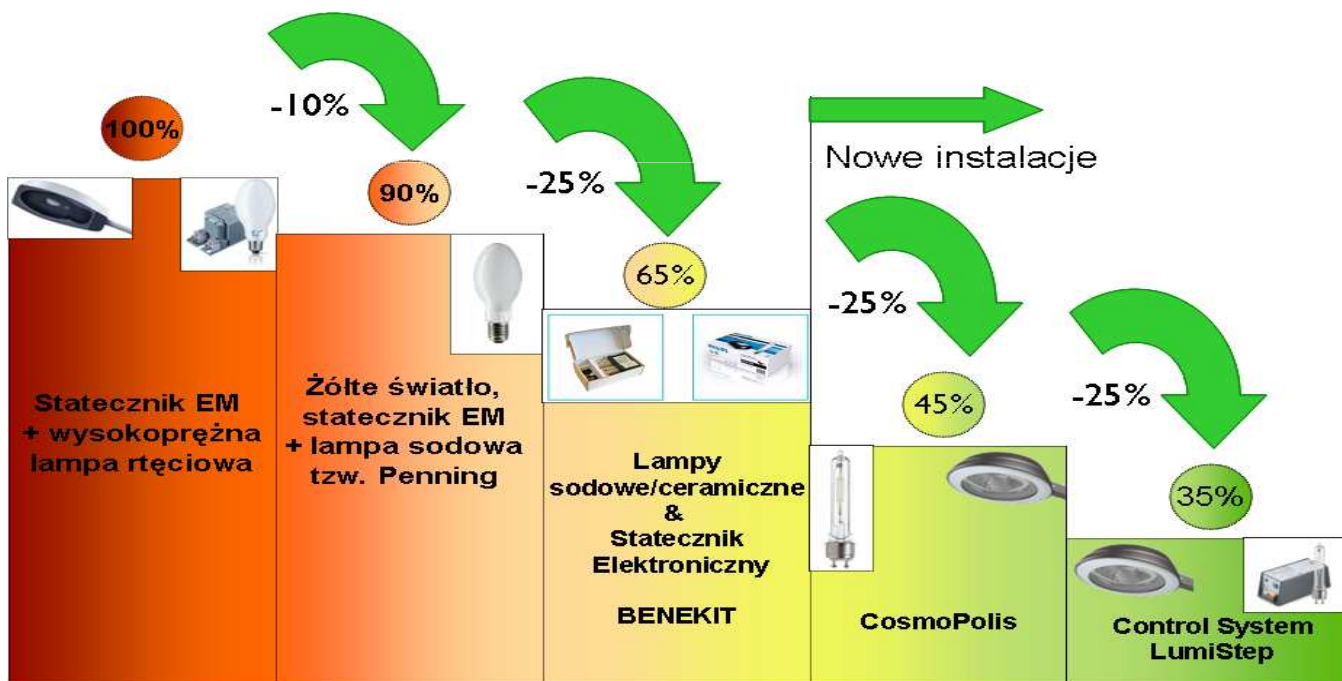 100%
-10%
90%
-25%
65%
Nowe instalacje
-25%
45%
-25%
35%
Statecznik EM
+ wysokoprężna
lampa rtęciowa
Żółte światło,
statecznik EM
+ lampa sodowa
tzw. Penning
Lampy
sodowe/ceramiczne
&
Statecznik
Elektroniczny
BENEKIT
CosmoPolis
Control System
LumiStep